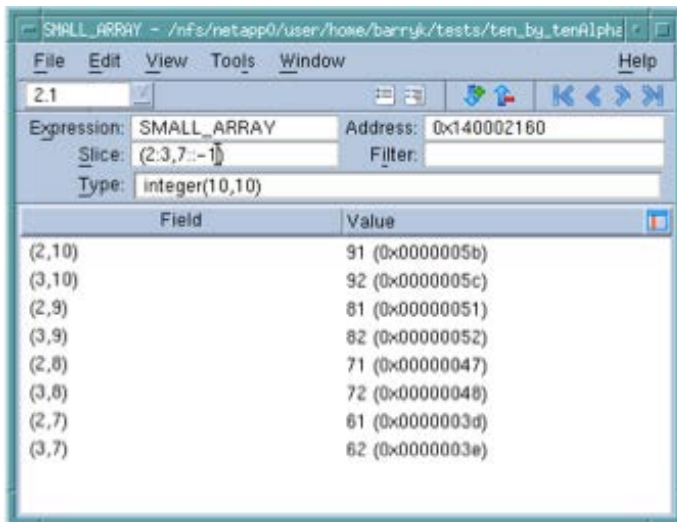 SMALL_ARRAY - /nfs/netapp0/user/home/barryk/tests/ten_by_tenAlpha
File Edit View Tools Window Help
2.1
Expression: SMALL_ARRAY Address: 0x140002160
Slice: (2:3,7::-1) Filter:
Type: integer(10,10)
Field Value
(2,10) 91 (0x0000005b)
(3,10) 92 (0x0000005c)
(2,9) 81 (0x00000051)
(3,9) 82 (0x00000052)
(2,8) 71 (0x00000047)
(3,8) 72 (0x00000048)
(2,7) 61 (0x0000003d)
(3,7) 62 (0x0000003e)